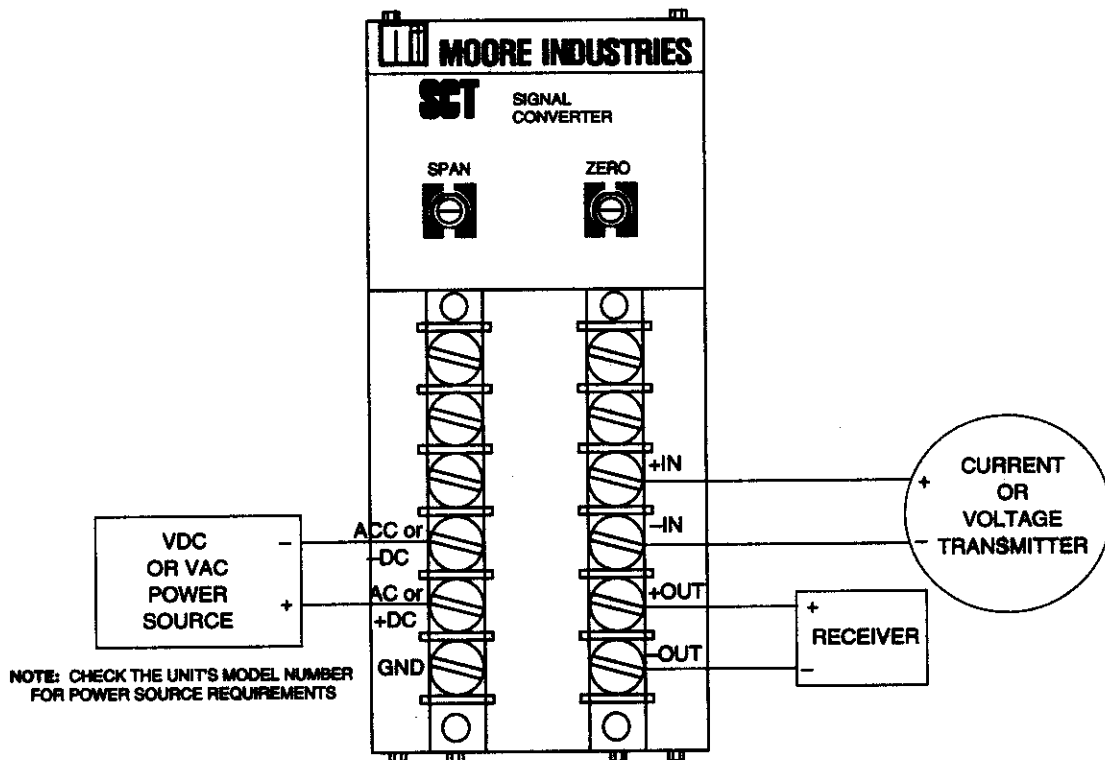 MOORE INDUSTRIES
SCT
SIGNAL
CONVERTER
SPAN
ZERO
+IN
-IN
+OUT
-OUT
ACC or
-DC
AC or
+DC
GND
VDC
OR VAC
POWER
SOURCE
-
+
NOTE: CHECK THE UNIT'S MODEL NUMBER
FOR POWER SOURCE REQUIREMENTS
CURRENT
OR
VOLTAGE
TRANSMITTER
+
-
RECEIVER
+
-